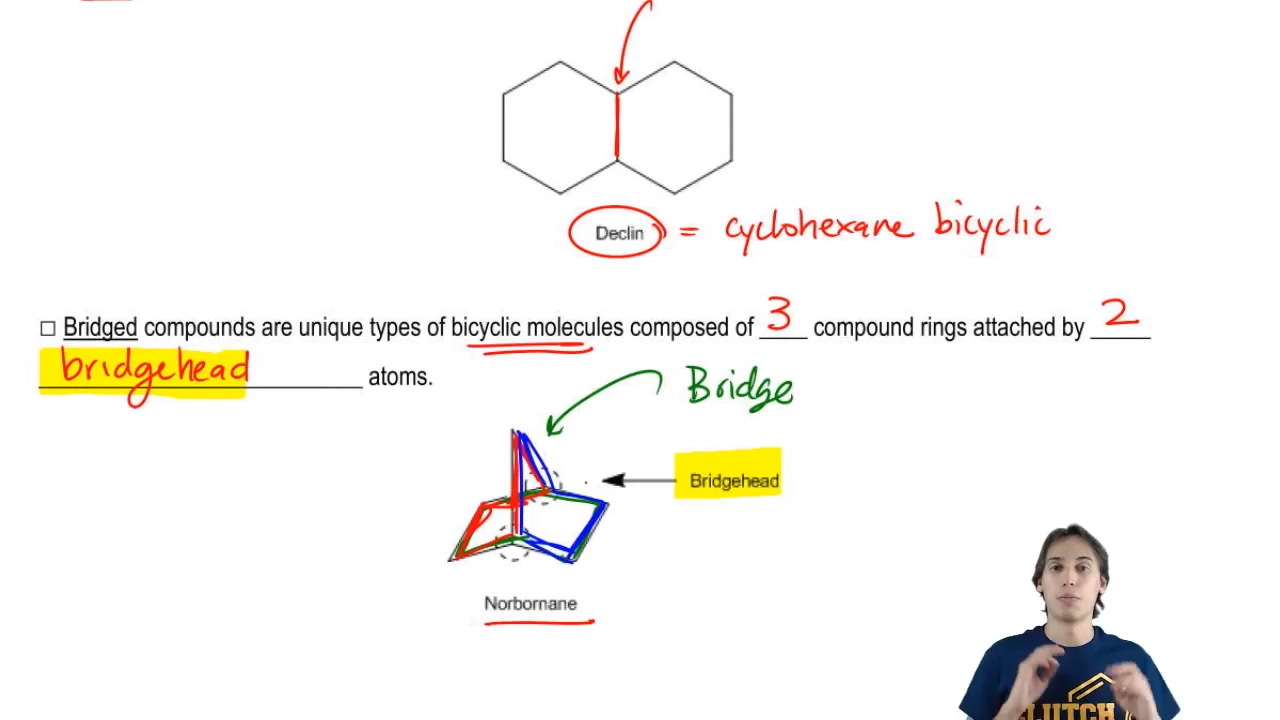 Declin = cyclohexane bicyclic
□ Bridged compounds are unique types of bicyclic molecules composed of 3 compound rings attached by 2
bridgehead atoms.
Bridge
Bridgehead
Norbornane
CLUTCH